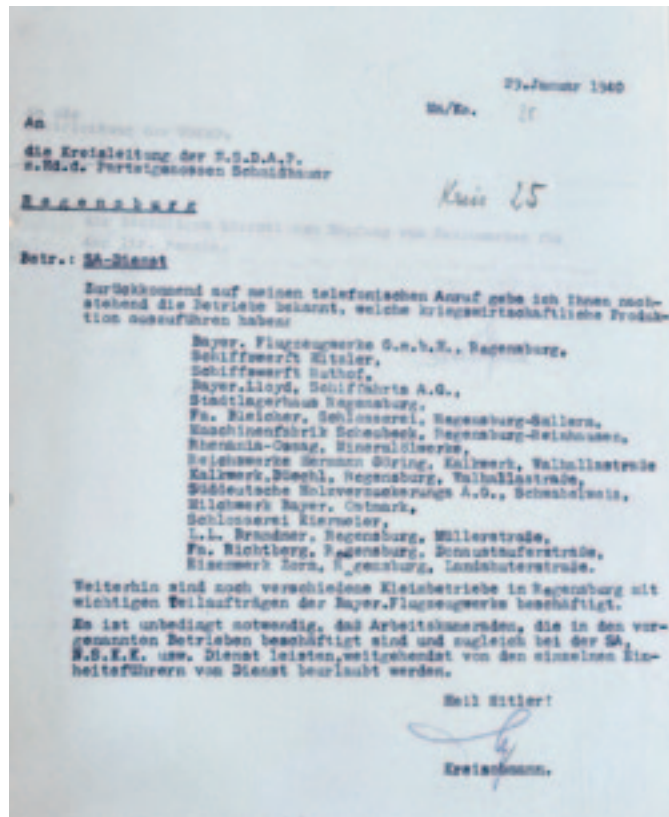 29.Januar 1940
Mm/Ko.
An
die Kreisleitung der N.S.D.A.P.
z.Hd.d. Parteigenossen Schmidbauer
Kreis 25
Regensburg
Betr.: SA-Dienst
Zurückkommend auf meinen telefonischen Anruf gebe ich Ihnen nach-
stehend die Betriebe bekannt, welche kriegswirtschaftliche Produk-
tion auszuführen haben:
Bayer. Flugzeugwerke G.m.b.H., Regensburg,
Schiffswerft Hitzler,
Schiffswerft Ruthof,
Bayer.Lloyd, Schiffahrts A.G.,
Stadtlagerhaus Regensburg,
Fa. Bleicher, Schlosserei, Regensburg-Sallern,
Maschinenfabrik Scheubeck, Regensburg-Reinhausen,
Rhenania-Ossag, Mineralölwerke,
Reichswerke Hermann Göring, Kalkwerk, Walhallastraße
Kalkwerk Büechl, Regensburg, Walhallastraße,
Süddeutsche Holzverzuckerungs A.G., Schwabelweis,
Milchwerk Bayer. Ostmark,
Schlosserei Kiermeier,
L.L. Brandner, Regensburg, Müllerstraße,
Fa. Richtberg, Regensburg, Donaustauferstraße,
Eisenwerk Zorn, Regensburg, Landshuterstraße.
Weiterhin sind noch verschiedene Kleinbetriebe in Regensburg mit
wichtigen Teilaufträgen der Bayer.Flugzeugwerke beschäftigt.
Es ist unbedingt notwendig, daß Arbeitskameraden, die in den vor-
genannten Betrieben beschäftigt sind und zugleich bei der SA,
N.S.K.K. usw. Dienst leisten,weitgehendst von den einzelnen Ein-
heitsführern von Dienst beurlaubt werden.
Heil Hitler!
Kreisobmann.